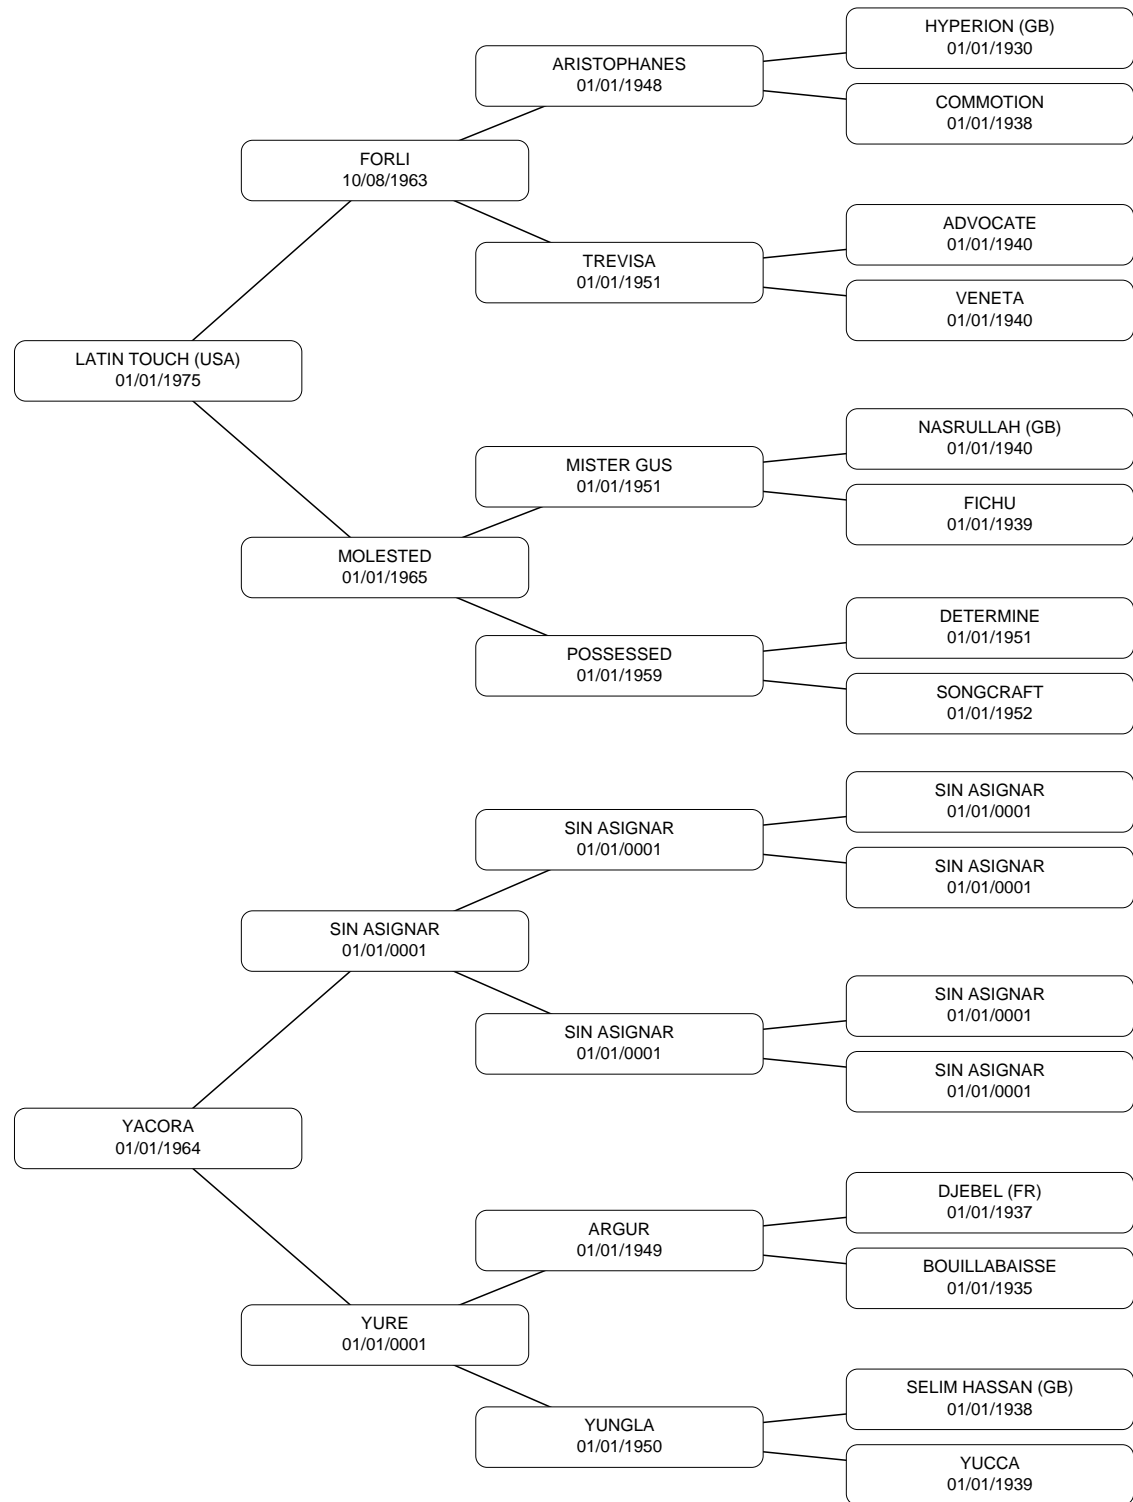 HYPERION (GB)
01/01/1930
ARISTOPHANES
01/01/1948
COMMOTION
01/01/1938
FORLI
10/08/1963
ADVOCATE
01/01/1940
TREVISA
01/01/1951
VENETA
01/01/1940
LATIN TOUCH (USA)
01/01/1975
NASRULLAH (GB)
01/01/1940
MISTER GUS
01/01/1951
FICHU
01/01/1939
MOLESTED
01/01/1965
DETERMINE
01/01/1951
POSSESSED
01/01/1959
SONGCRAFT
01/01/1952
SIN ASIGNAR
01/01/0001
SIN ASIGNAR
01/01/0001
SIN ASIGNAR
01/01/0001
SIN ASIGNAR
01/01/0001
SIN ASIGNAR
01/01/0001
SIN ASIGNAR
01/01/0001
SIN ASIGNAR
01/01/0001
YACORA
01/01/1964
DJEBEL (FR)
01/01/1937
ARGUR
01/01/1949
BOUILLABAISSE
01/01/1935
YURE
01/01/0001
SELIM HASSAN (GB)
01/01/1938
YUNGLA
01/01/1950
YUCCA
01/01/1939